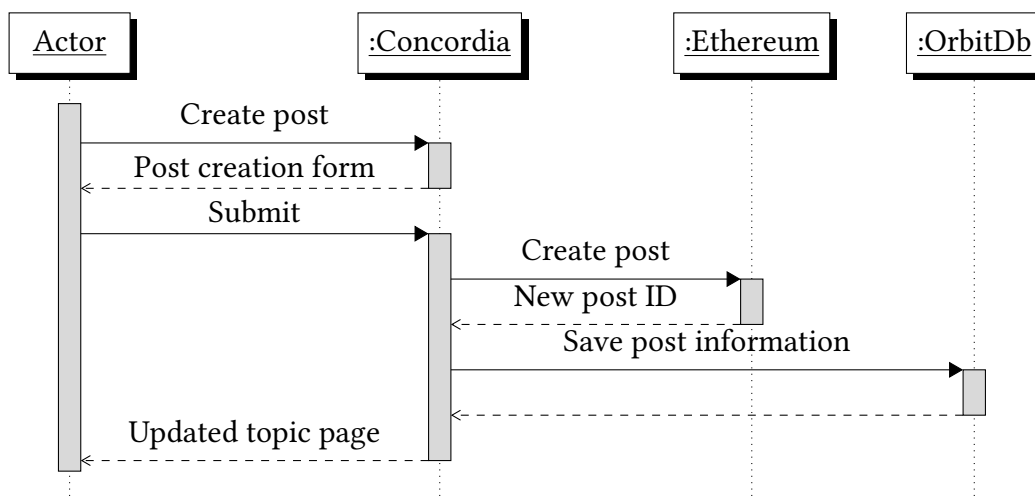 Actor
:Concordia
:Ethereum
:OrbitDb
Create post
Post creation form
Submit
Create post
New post ID
Save post information
Updated topic page